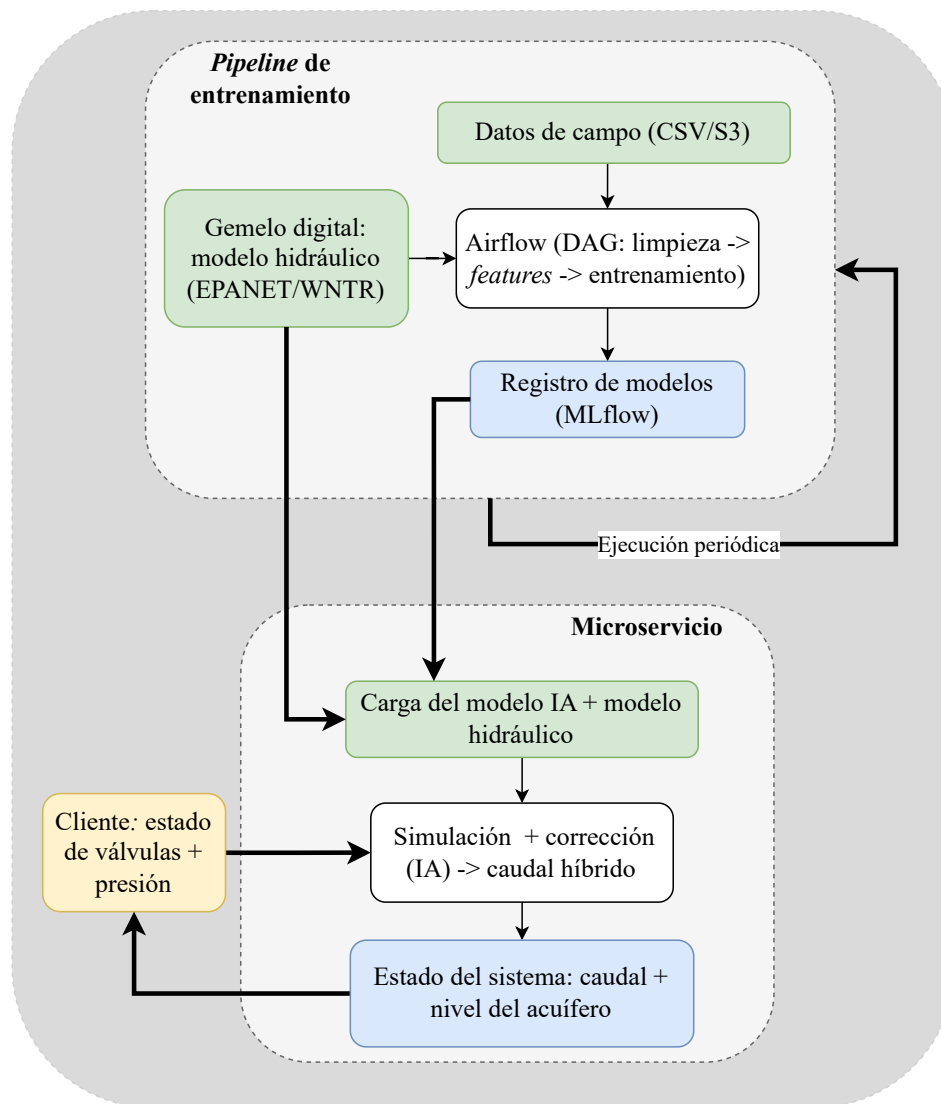 Pipeline de
entrenamiento
Datos de campo (CSV/S3)
Gemelo digital:
modelo hidráulico
(EPANET/WNTR)
Airflow (DAG: limpieza ->
features -> entrenamiento)
Registro de modelos
(MLflow)
Ejecución periódica
Microservicio
Carga del modelo IA + modelo
hidráulico
Cliente: estado
de válvulas +
presión
Simulación + corrección
(IA) -> caudal híbrido
Estado del sistema: caudal +
nivel del acuífero